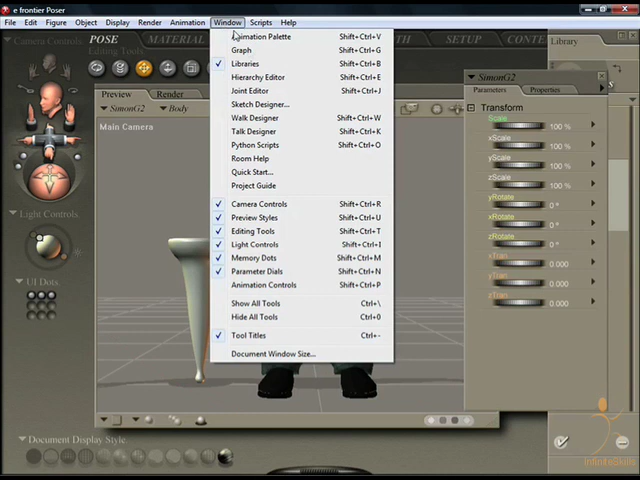 e frontier Poser
File Edit Figure Object Display Render Animation Window Scripts Help
Camera Controls
POSE MATERIAL SETUP CONTENT
Editing Tools
Library
Preview Render
SimonG2 Body
Main Camera
Animation Palette Shift+Ctrl+V
Graph Shift+Ctrl+G
Libraries Shift+Ctrl+B
Hierarchy Editor Shift+Ctrl+E
Joint Editor Shift+Ctrl+J
Sketch Designer...
Walk Designer Shift+Ctrl+W
Talk Designer Shift+Ctrl+K
Python Scripts Shift+Ctrl+O
Room Help
Quick Start...
Project Guide
Camera Controls Shift+Ctrl+R
Preview Styles Shift+Ctrl+U
Editing Tools Shift+Ctrl+T
Light Controls Shift+Ctrl+I
Memory Dots Shift+Ctrl+M
Parameter Dials Shift+Ctrl+N
Animation Controls Shift+Ctrl+P
Show All Tools Ctrl+\
Hide All Tools Ctrl+0
Tool Titles Ctrl+-
Document Window Size...
SimonG2
Parameters Properties
Transform
Scale 100 %
xScale 100 %
yScale 100 %
zScale 100 %
yRotate 0 °
xRotate 0 °
zRotate 0 °
xTran 0.000
yTran 0.000
zTran 0.000
Light Controls
UI Dots
Document Display Style
InfiniteSkills